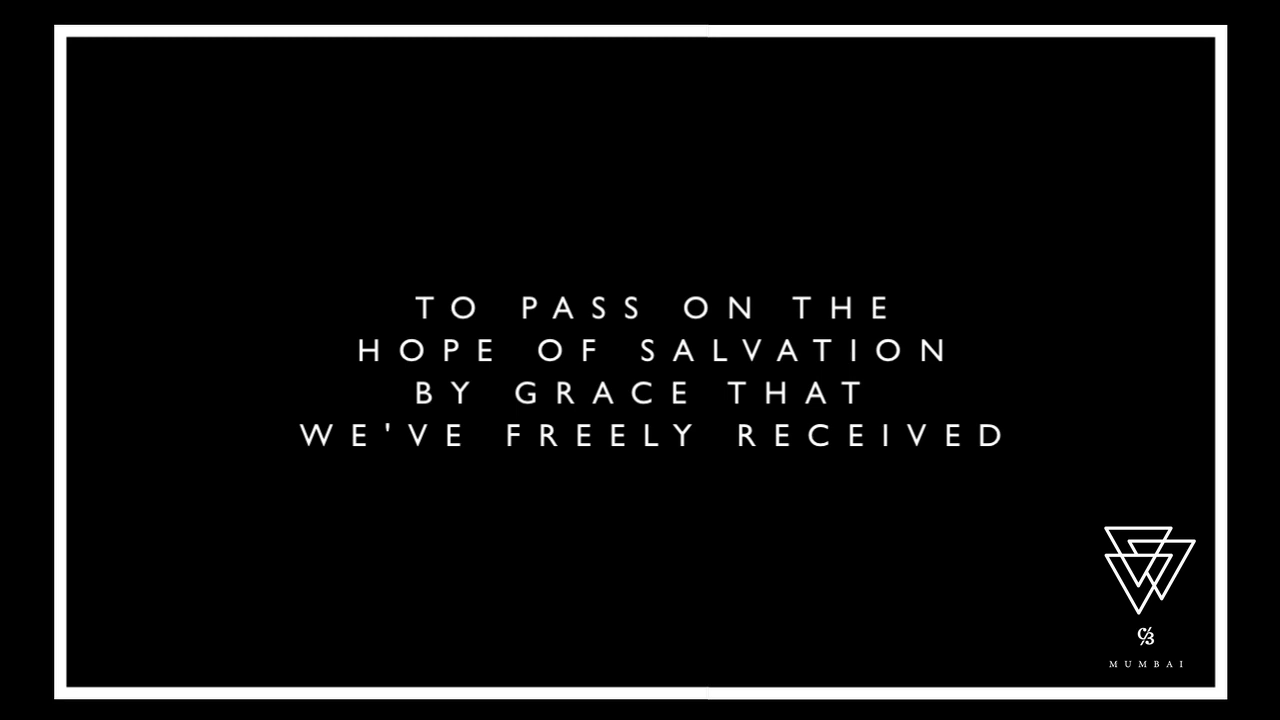 TO PASS ON THE
HOPE OF SALVATION
BY GRACE THAT
WE'VE FREELY RECEIVED
C3
MUMBAI